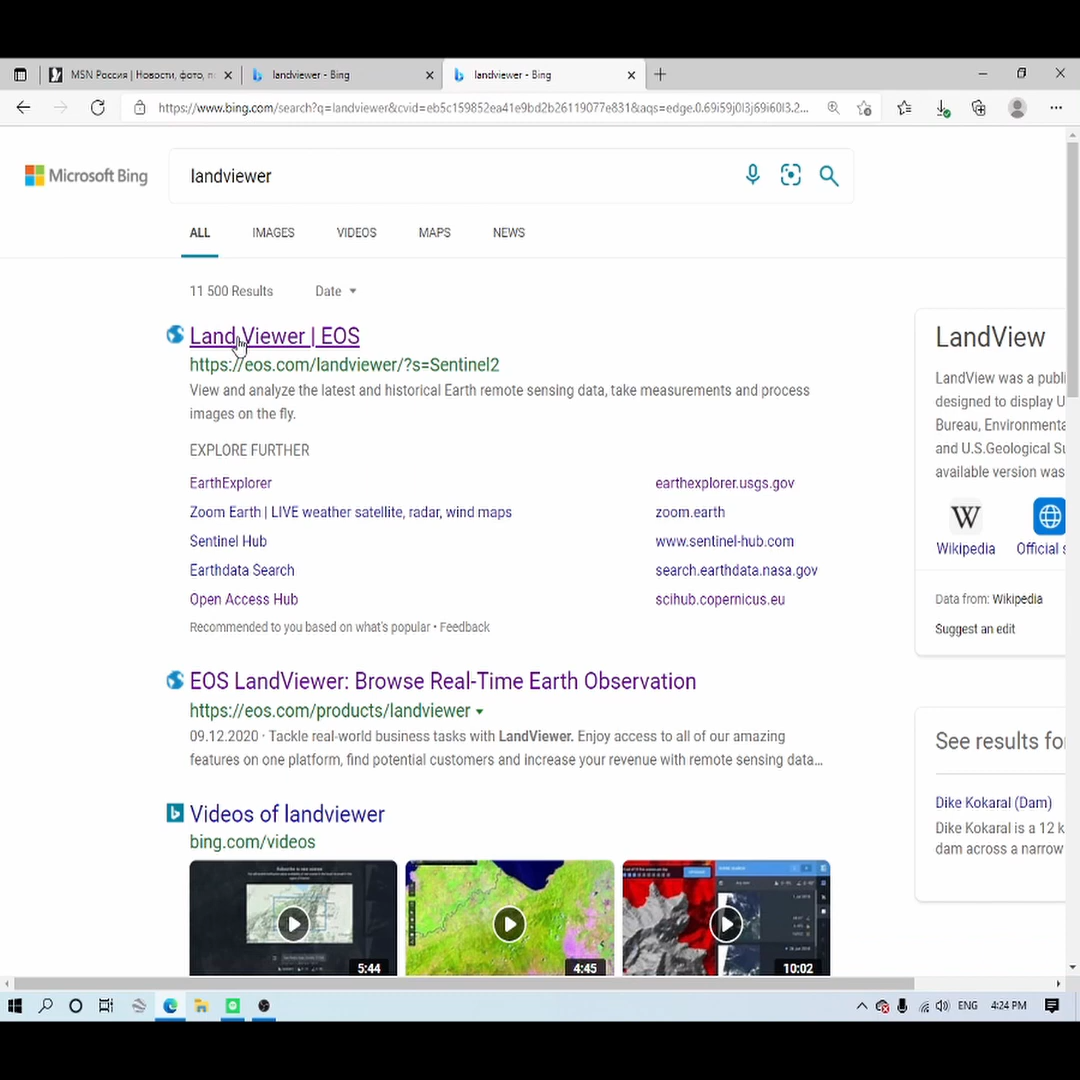 MSN Россия | Новости, фото, п
landviewer - Bing
landviewer - Bing
https://www.bing.com/search?q=landviewer&cvid=eb5c159852ea41e9bd2b26119077e831&aqs=edge.0.69i59j0l3j69i60l3.2...
Microsoft Bing
landviewer
ALL IMAGES VIDEOS MAPS NEWS
11 500 Results Date
Land Viewer | EOS
https://eos.com/landviewer/?s=Sentinel2
View and analyze the latest and historical Earth remote sensing data, take measurements and process
images on the fly.
EXPLORE FURTHER
EarthExplorer earthexplorer.usgs.gov
Zoom Earth | LIVE weather satellite, radar, wind maps zoom.earth
Sentinel Hub www.sentinel-hub.com
Earthdata Search search.earthdata.nasa.gov
Open Access Hub scihub.copernicus.eu
Recommended to you based on what's popular • Feedback
EOS LandViewer: Browse Real-Time Earth Observation
https://eos.com/products/landviewer
09.12.2020 · Tackle real-world business tasks with LandViewer. Enjoy access to all of our amazing
features on one platform, find potential customers and increase your revenue with remote sensing data...
Videos of landviewer
bing.com/videos
5:44
4:45
10:02
LandView
LandView was a publi
designed to display U
Bureau, Environmenta
and U.S.Geological Su
available version was
W
Wikipedia Official s
Data from: Wikipedia
Suggest an edit
See results fo
Dike Kokaral (Dam)
Dike Kokaral is a 12 k
dam across a narrow
ENG 4:24 PM